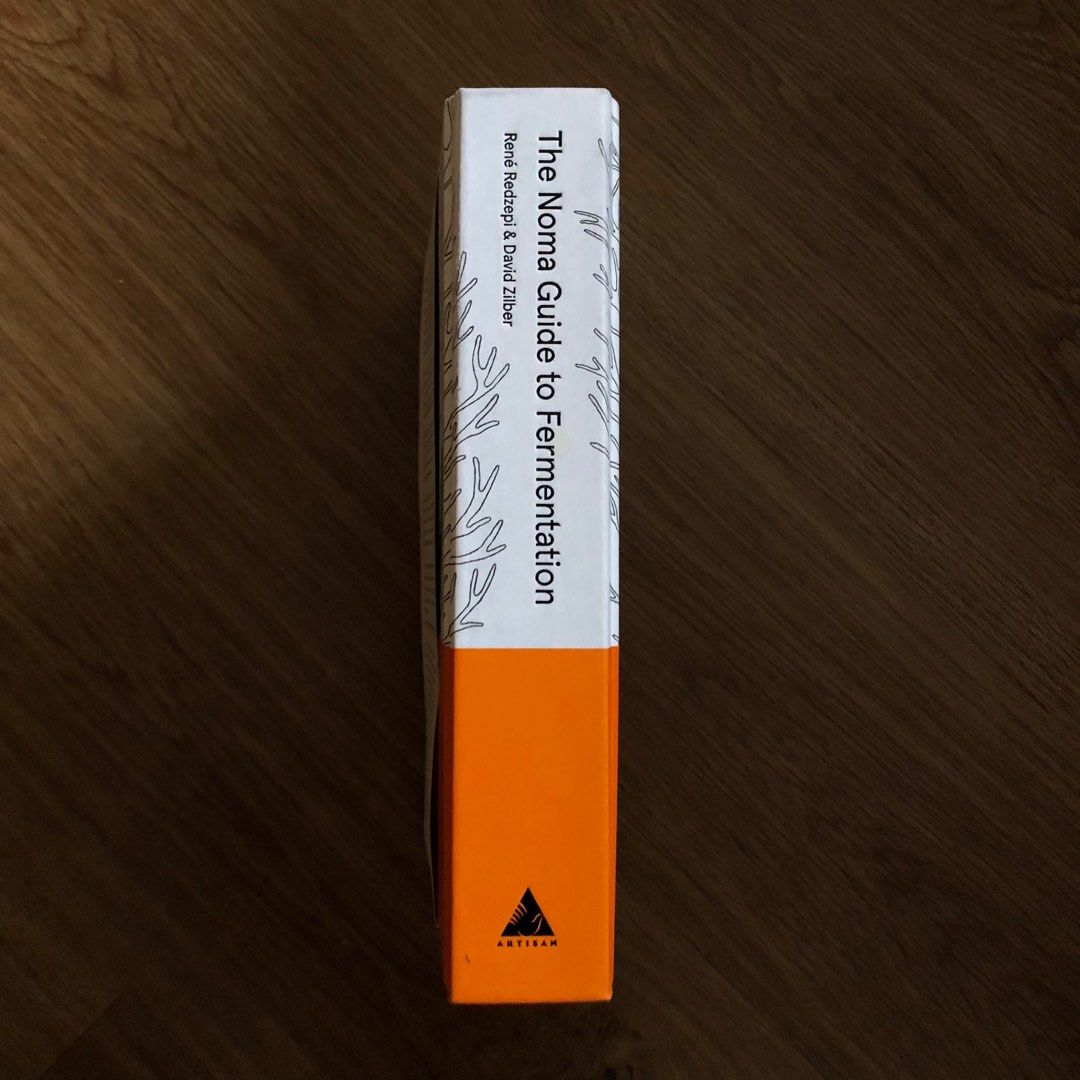 The Noma Guide to Fermentation
René Redzepi & David Zilber
ARTISAN